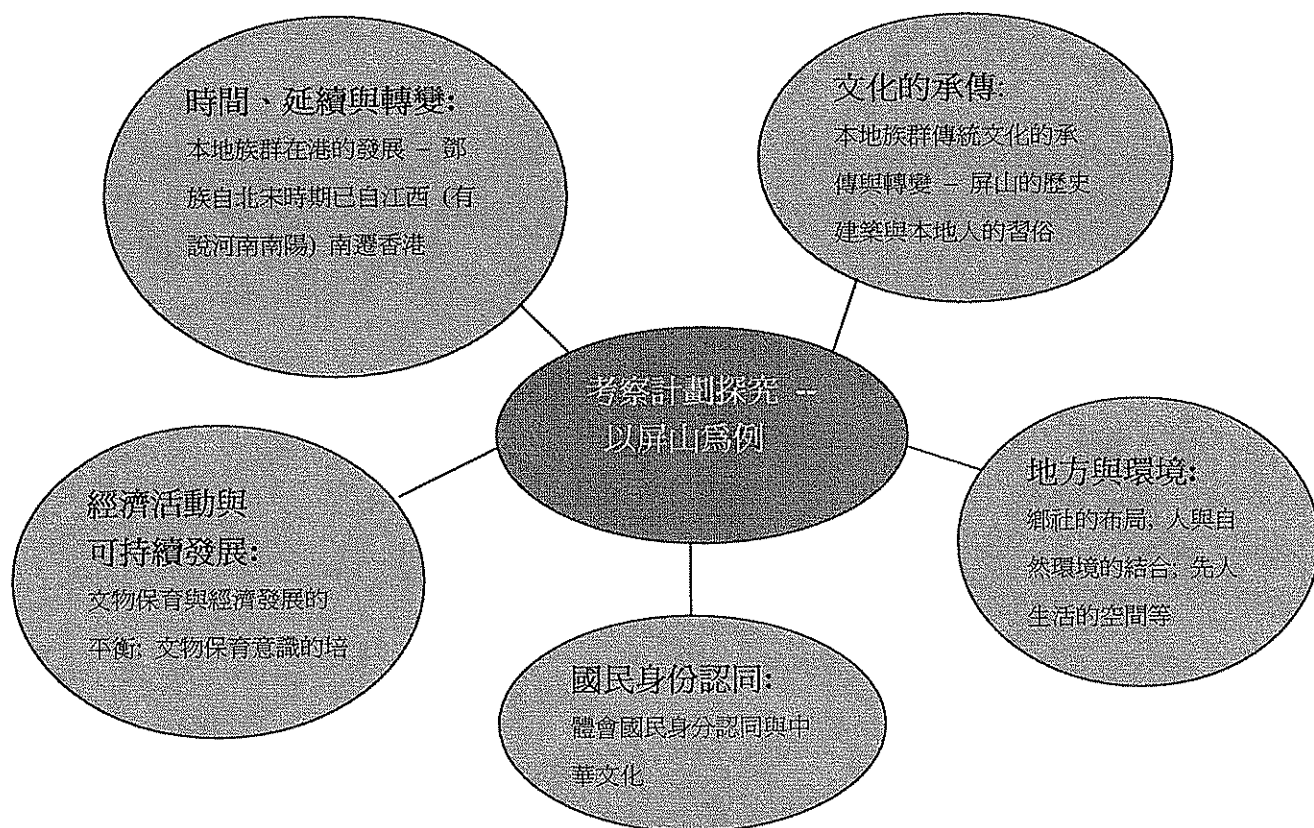 時間、延續與轉變:
本地族群在港的發展 – 鄧
族自北宋時期已自江西 (有
說河南南陽) 南遷香港
文化的承傳:
本地族群傳統文化的承
傳與轉變 – 屏山的歷史
建築與本地人的習俗
考察計劃探究 --
以屏山為例
經濟活動與
可持續發展:
文物保育與經濟發展的
平衡; 文物保育意識的培
地方與環境:
鄉社的布局; 人與自
然環境的結合; 先人
生活的空間等
國民身份認同:
體會國民身分認同與中
華文化